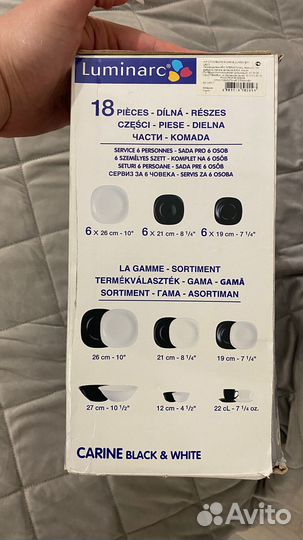 Luminarc
18 PIÈCES - DÍLNÁ - RÉSZES
CZĘŚCI - PIESE - DIELNA
ЧАСТИ - KOMADA
SERVICE 6 PERSONNES - SADA PRO 6 OSOB
6 SZEMÉLYES SZETT - KOMPLET NA 6 OSÓB
SETURI 6 PERSOANE - SADA PRE 6 OSOB
СЕРВИЗ ЗА 6 ЧОВЕКА - SERVIS ZA 6 OSOBA
6 x 26 cm - 10" 6 x 21 cm - 8 1/4" 6 x 19 cm - 7 1/4"
LA GAMME - SORTIMENT
TERMÉKVÁLASZTÉK - GAMA - GAMĂ
SORTIMENT - ГАМА - ASORTIMAN
26 cm - 10" 21 cm - 8 1/4" 19 cm - 7 1/4"
27 cm - 10 1/2" 12 cm - 4 1/2" 22 cL - 7 1/4 oz.
CARINE BLACK & WHITE
Avito